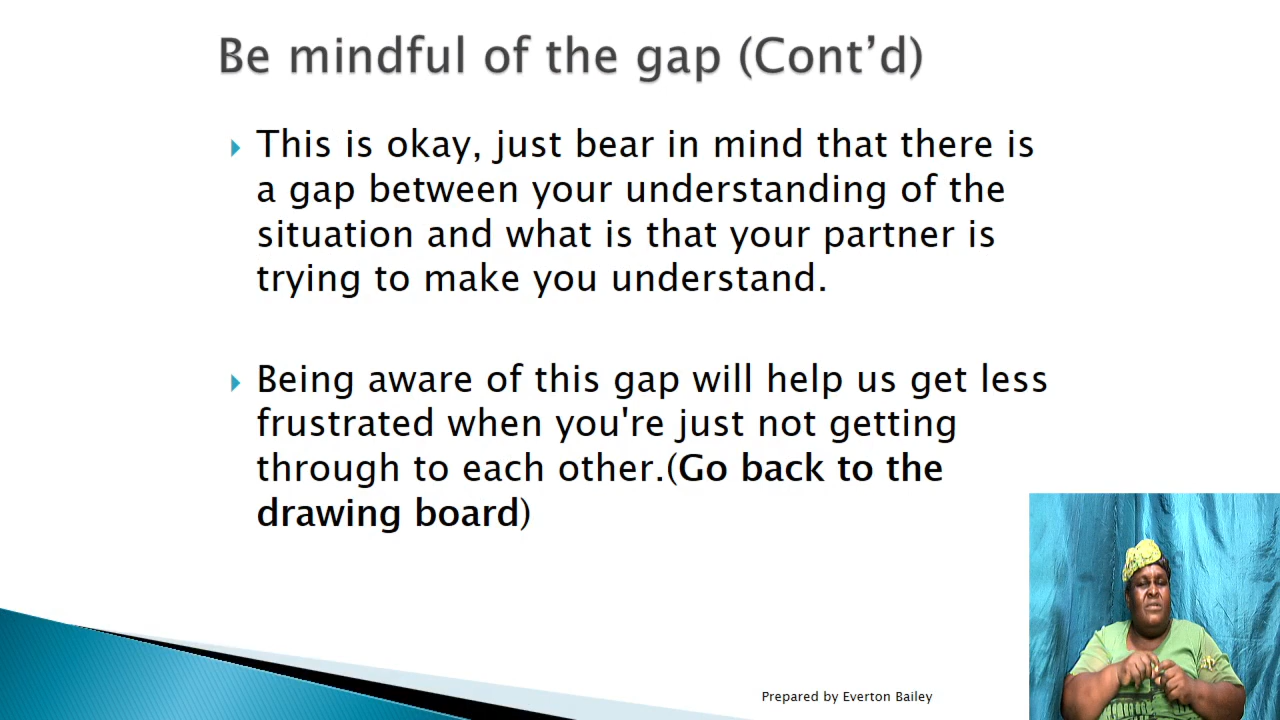 Be mindful of the gap (Cont’d)
This is okay, just bear in mind that there is
a gap between your understanding of the
situation and what is that your partner is
trying to make you understand.
Being aware of this gap will help us get less
frustrated when you're just not getting
through to each other.(Go back to the
drawing board)
Prepared by Everton Bailey